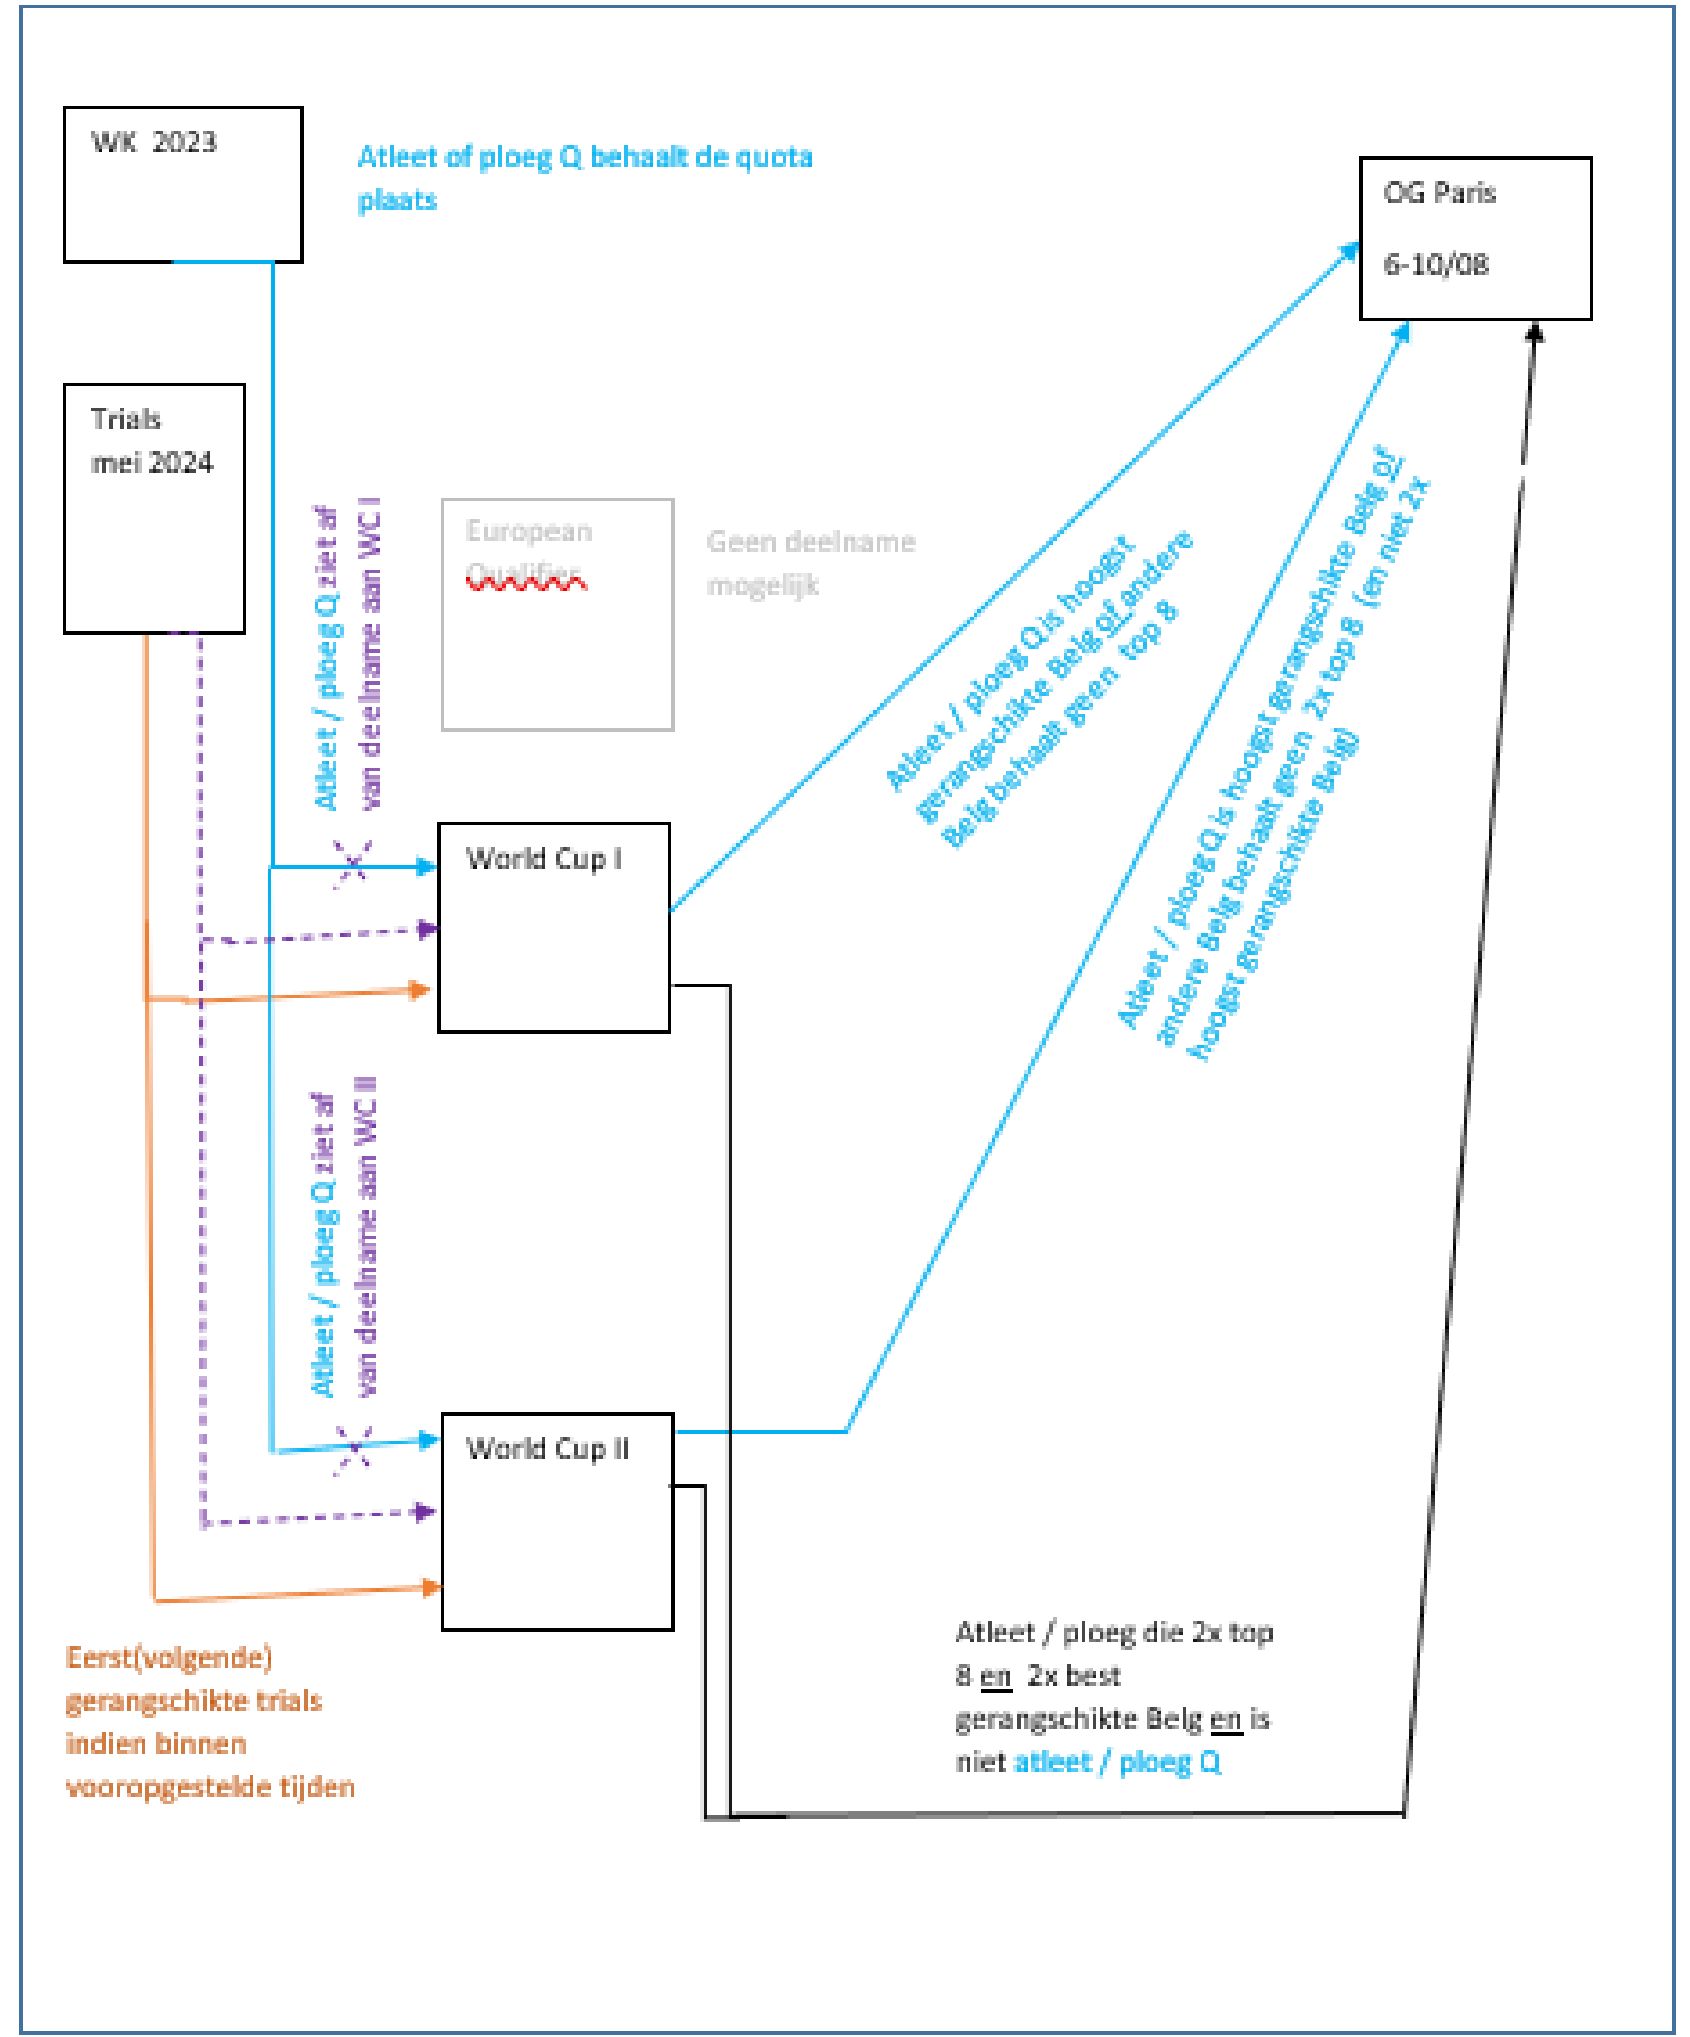 WK 2023
Atleet of ploeg Q behaalt de quota
plaats
OG Paris
6-10/08
Trials
mei 2024
Atleet / ploeg Q ziet af
van deelname aan WC I
European
Qualifier
Geen deelname
mogelijk
Atleet / ploeg Q is hoogst
gerangschikte Belg of andere
Belg behaalt geen top 8
Atleet / ploeg Q is hoogst gerangschikte Belg of
andere Belg behaalt geen 2x top 8 (en niet 2x
hoogst gerangschikte Belg)
World Cup I
Atleet / ploeg Q ziet af
van deelname aan WC II
World Cup II
Eerst(volgende)
gerangschikte trials
indien binnen
vooropgestelde tijden
Atleet / ploeg die 2x top
8 en 2x best
gerangschikte Belg en is
niet atleet / ploeg Q